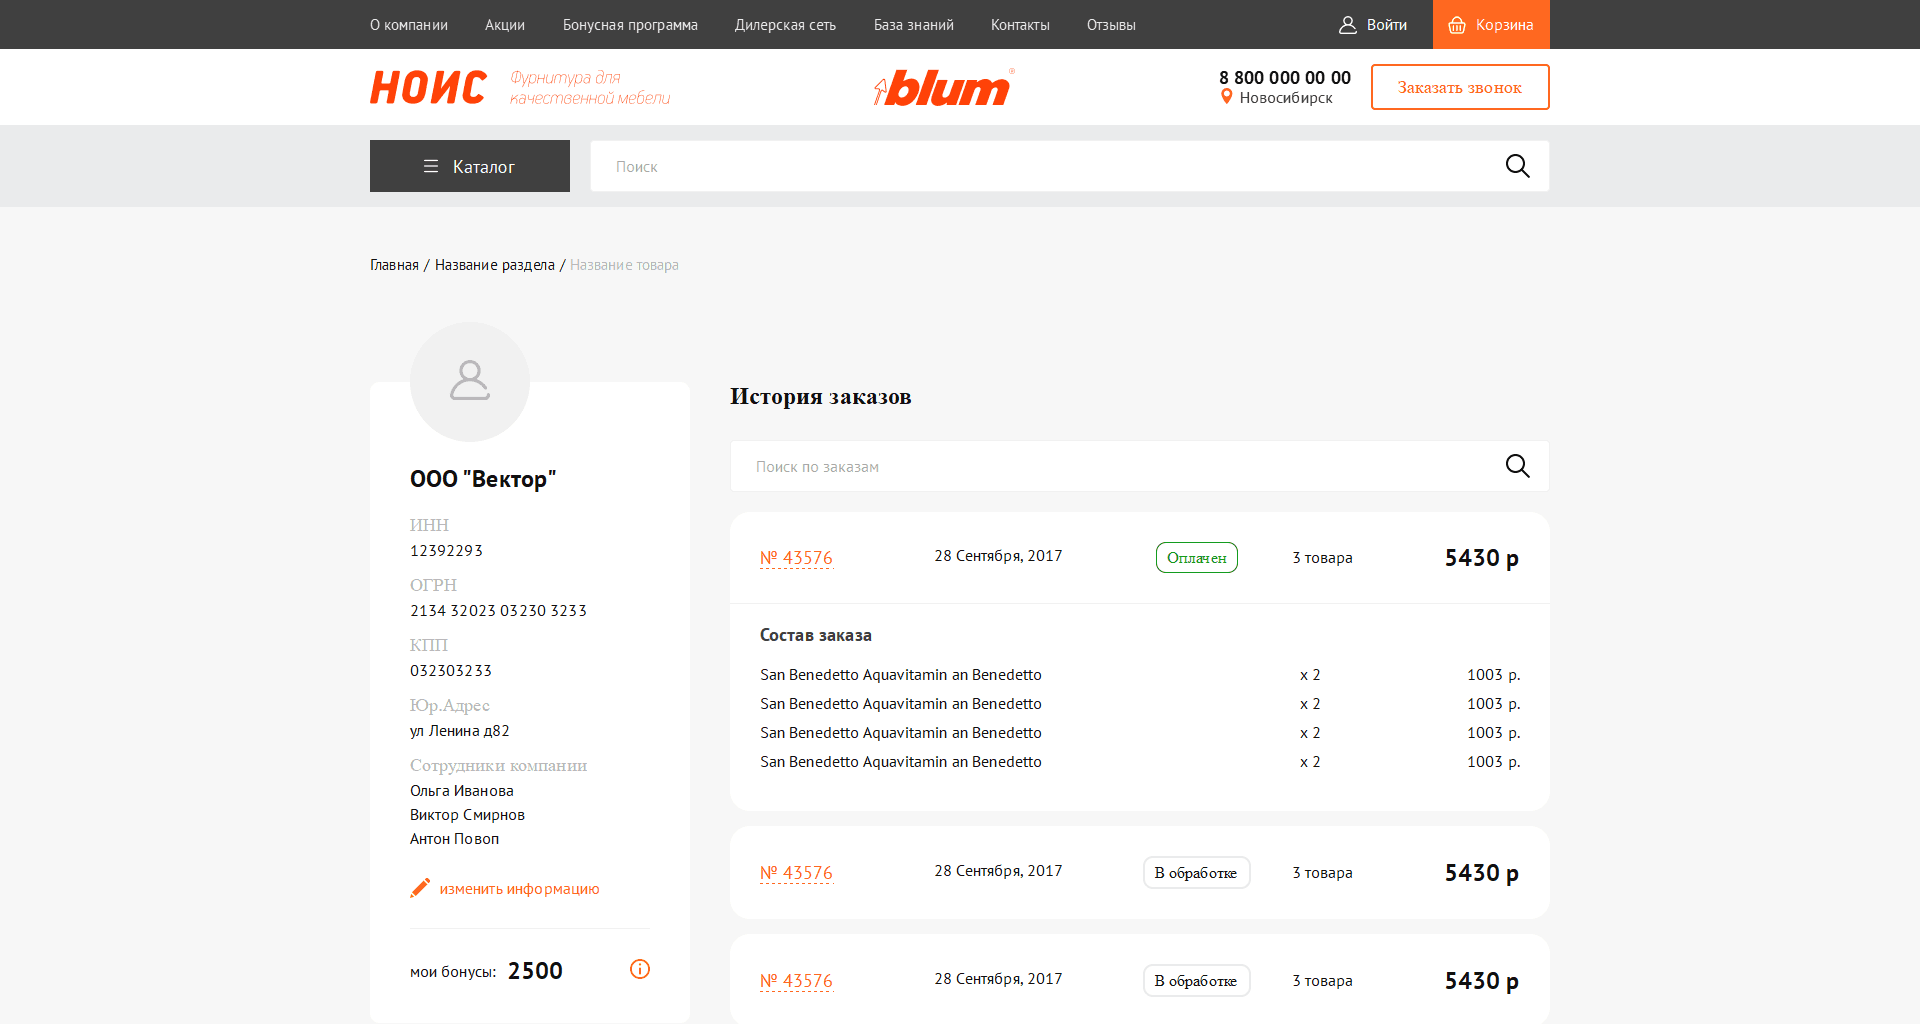 О компании Акции Бонусная программа Дилерская сеть База знаний Контакты Отзывы Войти Корзина
НОИС Фурнитура для качественной мебели
blum®
8 800 000 00 00
Новосибирск
Заказать звонок
Каталог
Поиск
Главная / Название раздела / Название товара
ООО "Вектор"
ИНН
12392293
ОГРН
2134 32023 03230 3233
КПП
032303233
Юр.Адрес
ул Ленина д82
Сотрудники компании
Ольга Иванова
Виктор Смирнов
Антон Повоп
изменить информацию
мои бонусы: 2500
История заказов
Поиск по заказам
№ 43576 28 Сентября, 2017 Оплачен 3 товара 5430 р
Состав заказа
San Benedetto Aquavitamin an Benedetto x 2 1003 р.
San Benedetto Aquavitamin an Benedetto x 2 1003 р.
San Benedetto Aquavitamin an Benedetto x 2 1003 р.
San Benedetto Aquavitamin an Benedetto x 2 1003 р.
№ 43576 28 Сентября, 2017 В обработке 3 товара 5430 р
№ 43576 28 Сентября, 2017 В обработке 3 товара 5430 р